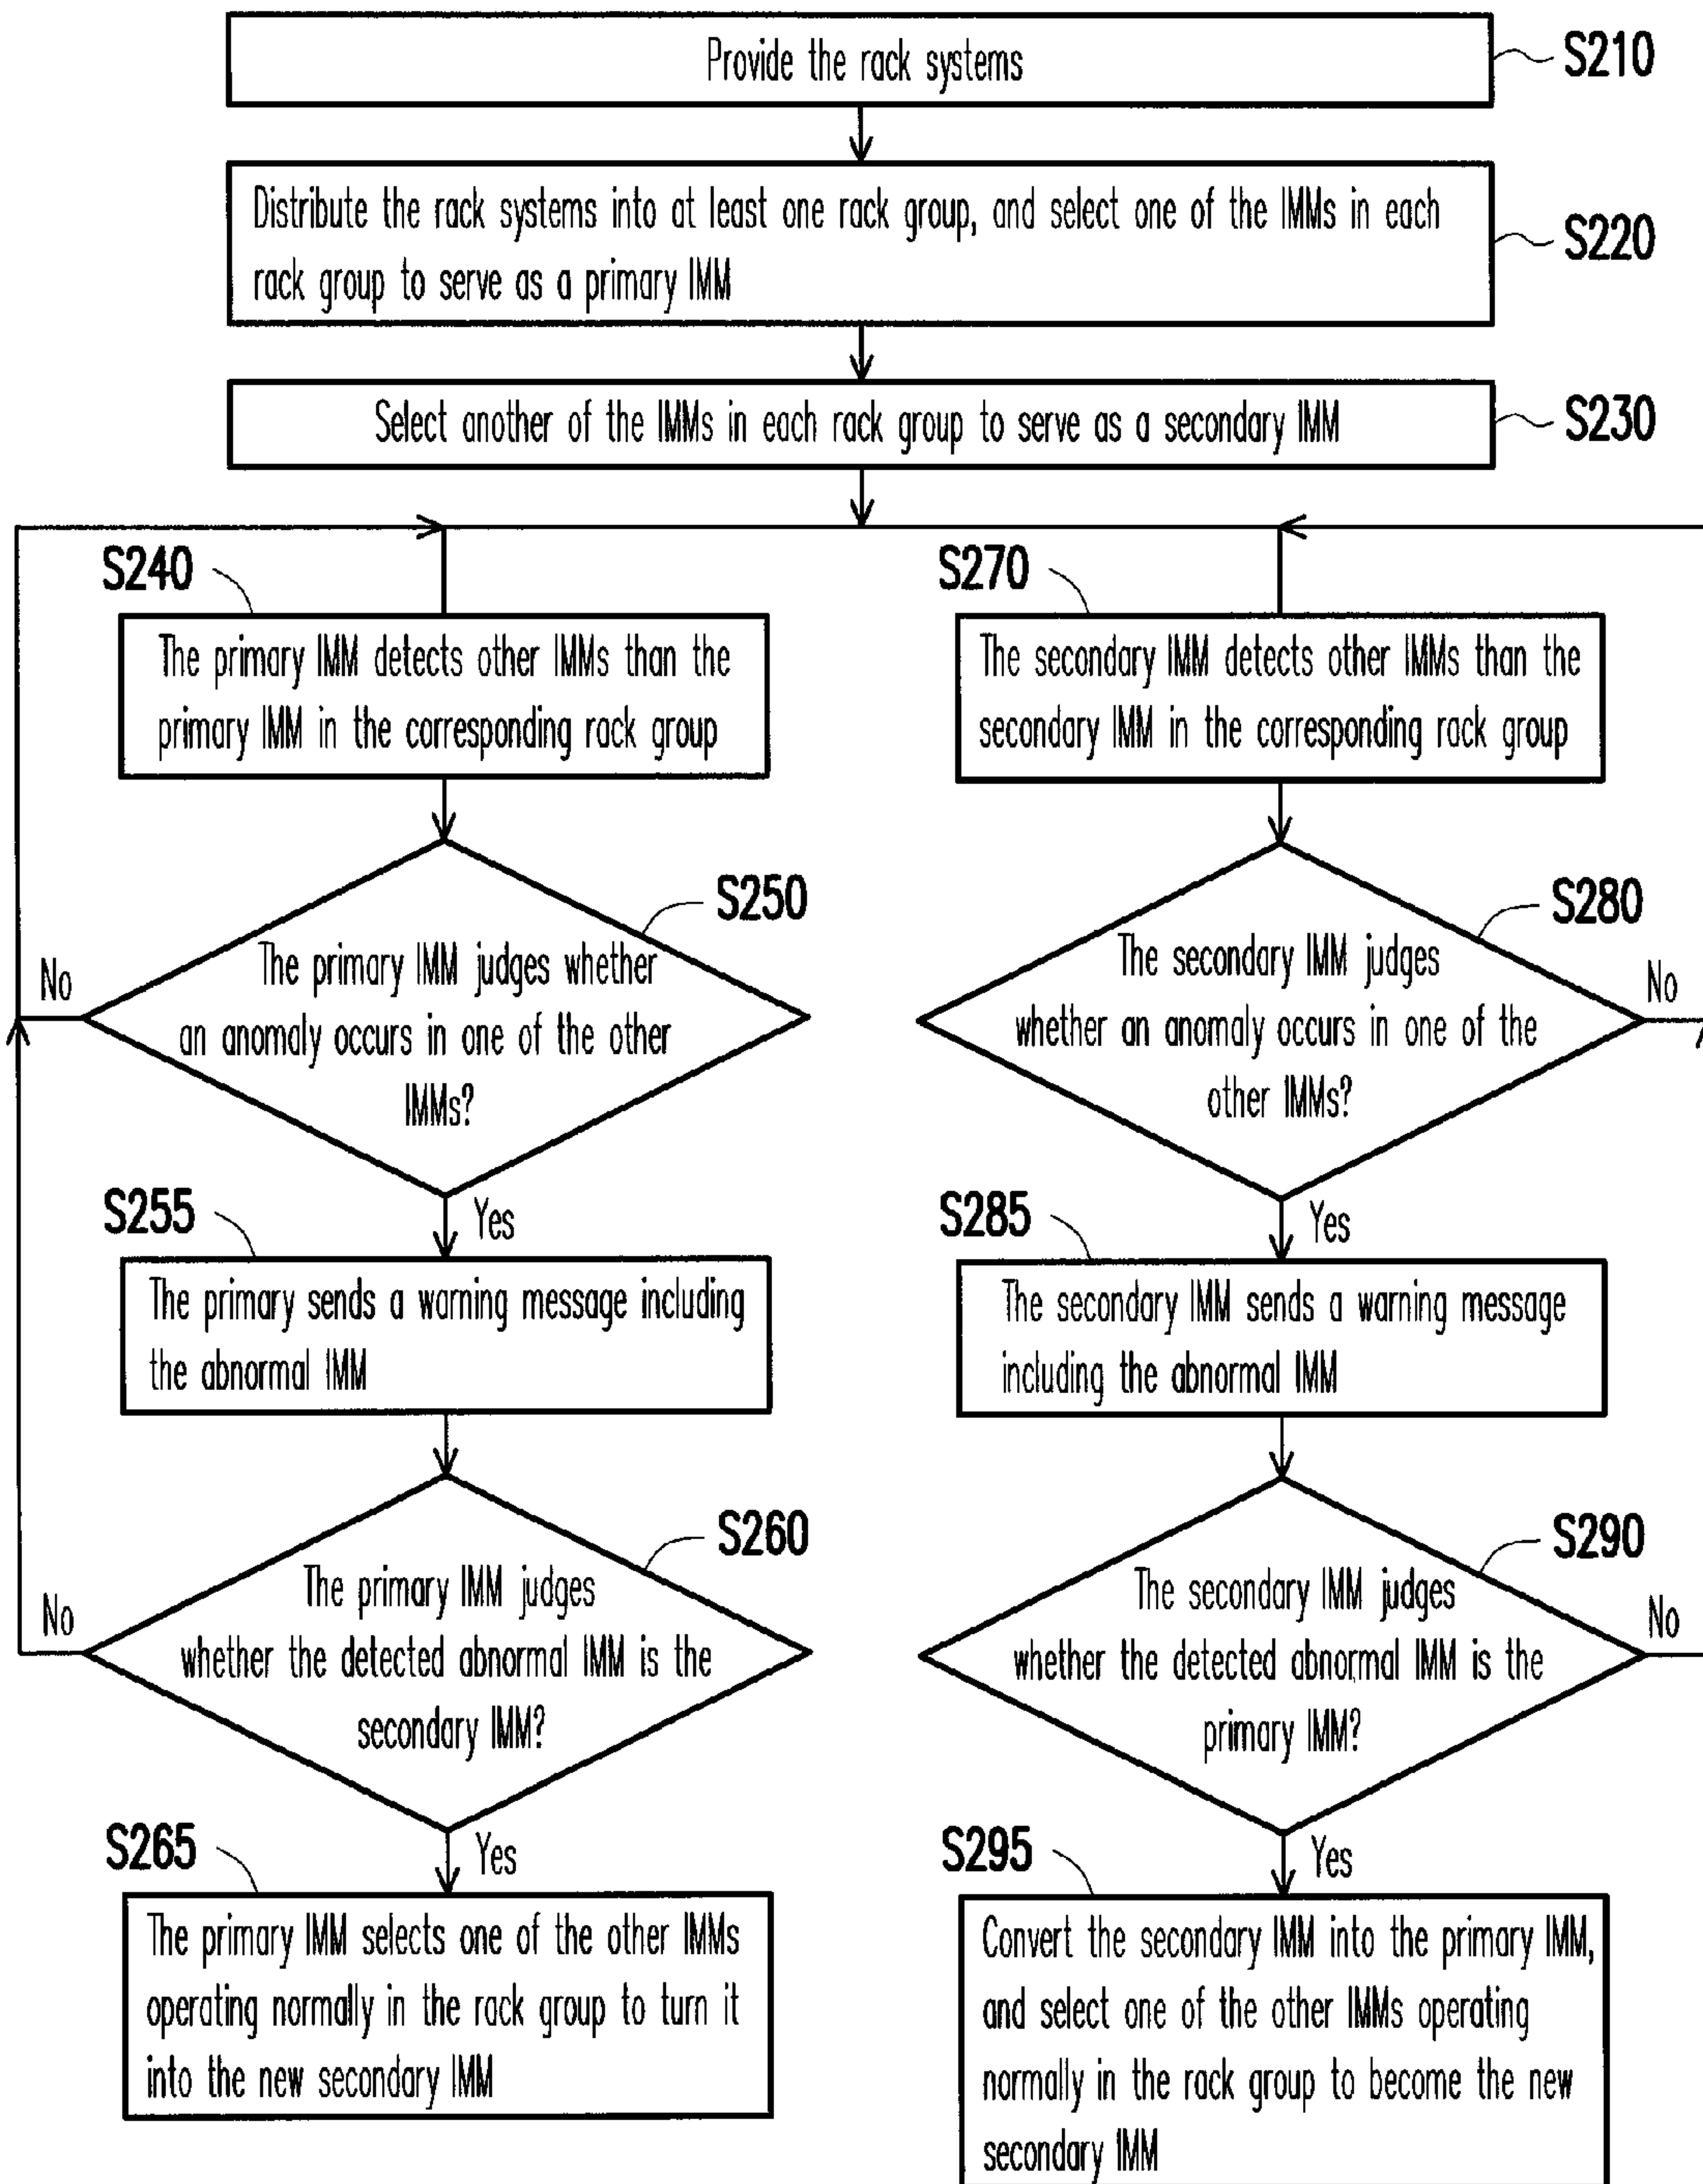 Provide the rack systems
S210
Distribute the rack systems into at least one rack group, and select one of the IMMs in each
rack group to serve as a primary IMM
S220
Select another of the IMMs in each rack group to serve as a secondary IMM
S230
S240
The primary IMM detects other IMMs than the
primary IMM in the corresponding rack group
S250
The primary IMM judges whether
an anomaly occurs in one of the other
IMMs?
No
Yes
S255
The primary sends a warning message including
the abnormal IMM
S260
The primary IMM judges
whether the detected abnormal IMM is the
secondary IMM?
No
Yes
S265
The primary IMM selects one of the other IMMs
operating normally in the rack group to turn it
into the new secondary IMM
S270
The secondary IMM detects other IMMs than the
secondary IMM in the corresponding rack group
S280
The secondary IMM judges
whether an anomaly occurs in one of the
other IMMs?
No
Yes
S285
The secondary IMM sends a warning message
including the abnormal IMM
S290
The secondary IMM judges
whether the detected abnormal IMM is the
primary IMM?
No
Yes
S295
Convert the secondary IMM into the primary IMM,
and select one of the other IMMs operating
normally in the rack group to become the new
secondary IMM